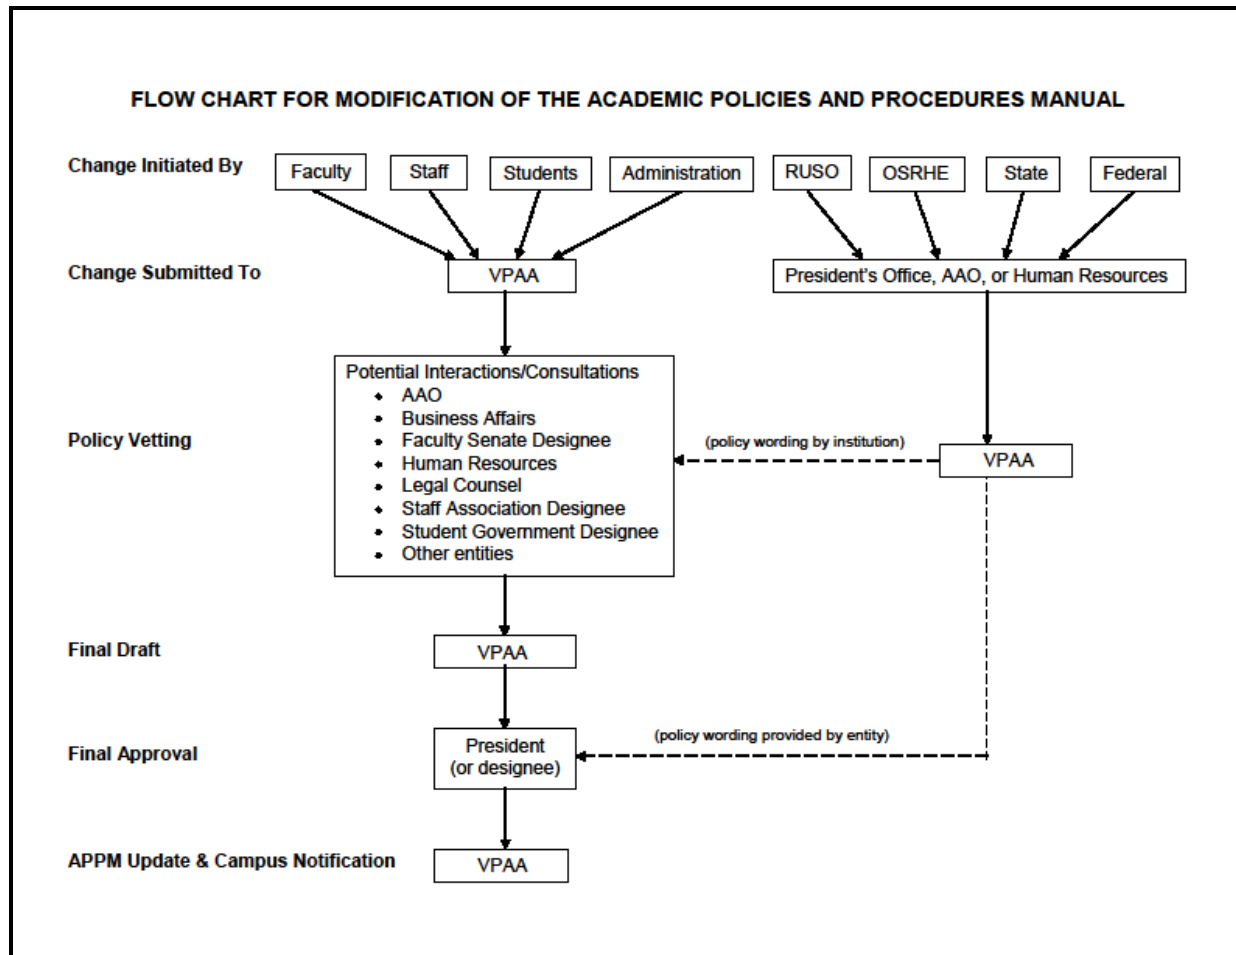 FLOW CHART FOR MODIFICATION OF THE ACADEMIC POLICIES AND PROCEDURES MANUAL
Change Initiated By
Faculty
Staff
Students
Administration
RUSO
OSRHE
State
Federal
Change Submitted To
VPAA
President's Office, AAO, or Human Resources
Policy Vetting
Potential Interactions/Consultations
• AAO
• Business Affairs
• Faculty Senate Designee
• Human Resources
• Legal Counsel
• Staff Association Designee
• Student Government Designee
• Other entities
(policy wording by institution)
VPAA
Final Draft
VPAA
Final Approval
President
(or designee)
(policy wording provided by entity)
APPM Update & Campus Notification
VPAA